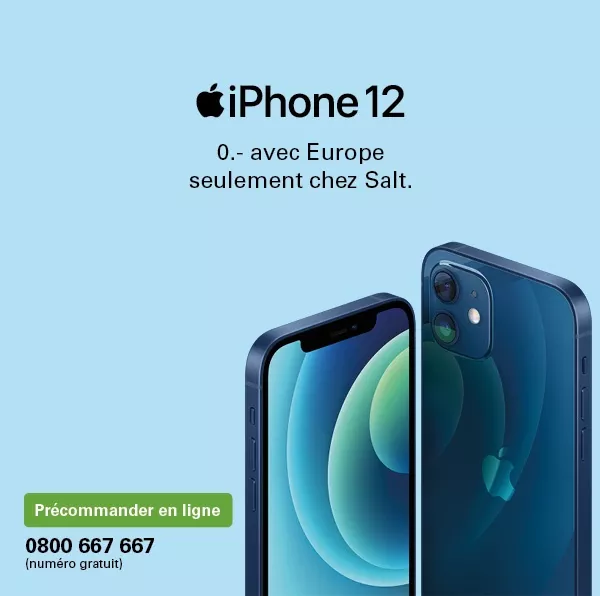 iPhone 12
0.- avec Europe
seulement chez Salt.
Précommander en ligne
0800 667 667
(numéro gratuit)